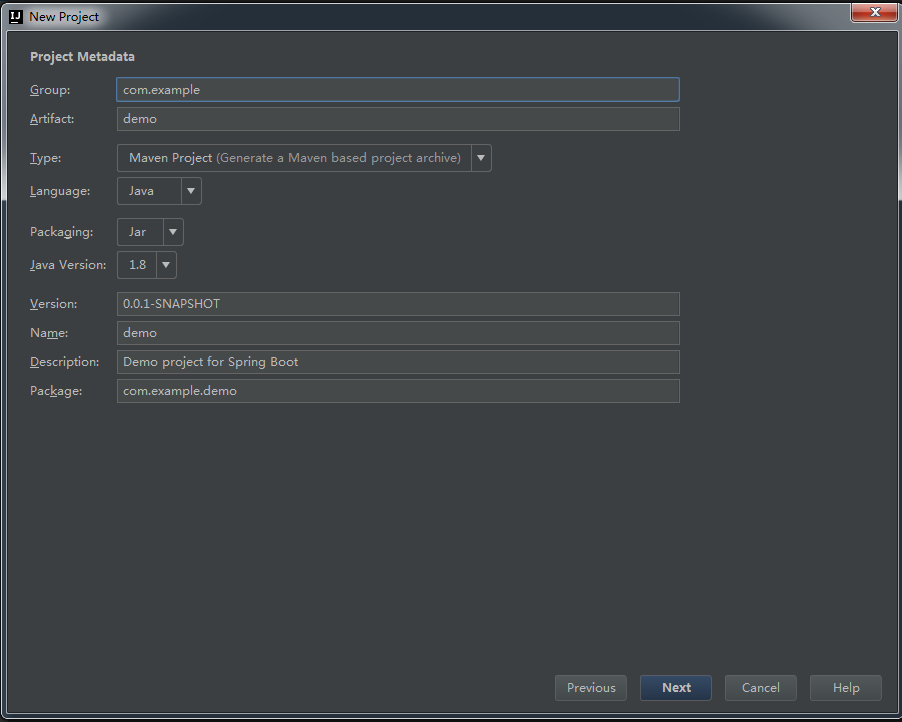 IJ New Project
Project Metadata
Group: com.example
Artifact: demo
Type: Maven Project (Generate a Maven based project archive)
Language: Java
Packaging: Jar
Java Version: 1.8
Version: 0.0.1-SNAPSHOT
Name: demo
Description: Demo project for Spring Boot
Package: com.example.demo
Previous Next Cancel Help